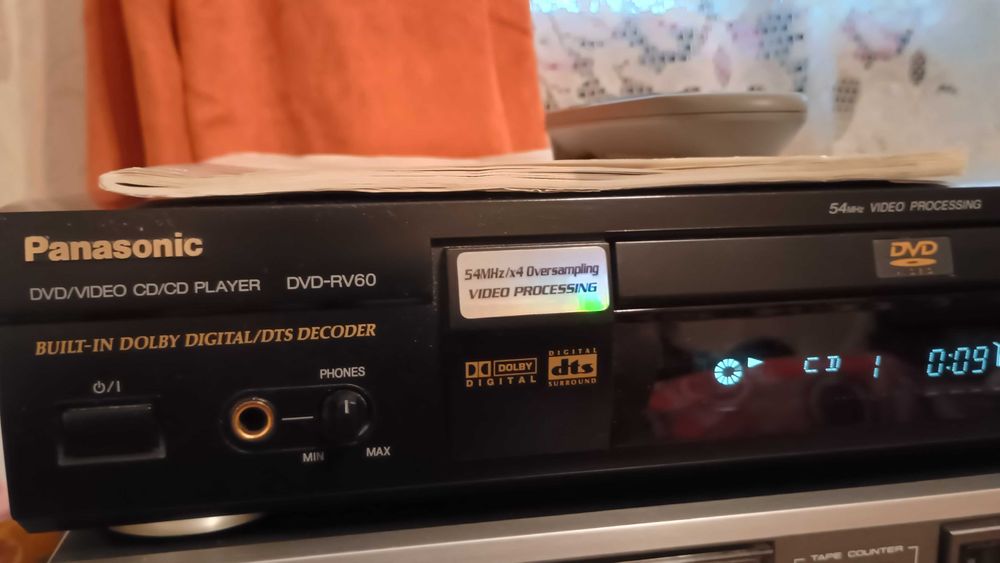 54MHz VIDEO PROCESSING
Panasonic
DVD/VIDEO CD/CD PLAYER DVD-RV60
BUILT-IN DOLBY DIGITAL/DTS DECODER
⏻/I
PHONES
MIN
MAX
54MHz/x4 Oversampling
VIDEO PROCESSING
DOLBY
DIGITAL
DIGITAL
dts
SURROUND
DVD
CD 1 0:09
TAPE COUNTER